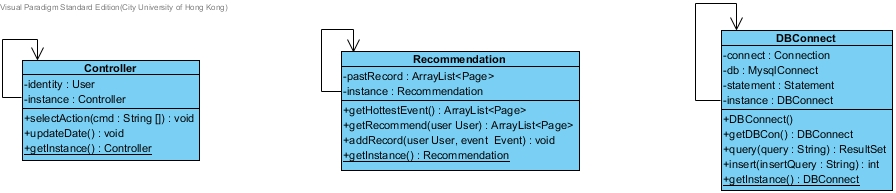 Visual Paradigm Standard Edition(City University of Hong Kong)
Controller
-identity : User
-instance : Controller
+selectAction(cmd : String []) : void
+updateDate() : void
+getInstance() : Controller
Recommendation
-pastRecord : ArrayList<Page>
-instance : Recommendation
+getHottestEvent() : ArrayList<Page>
+getRecommend(user User) : ArrayList<Page>
+addRecord(user User, event Event) : void
+getInstance() : Recommendation
DBConnect
-connect : Connection
-db : MysqlConnect
-statement : Statement
-instance : DBConnect
+DBConnect()
+getDBCon() : DBConnect
+query(query : String) : ResultSet
+insert(insertQuery : String) : int
+getInstance() : DBConnect